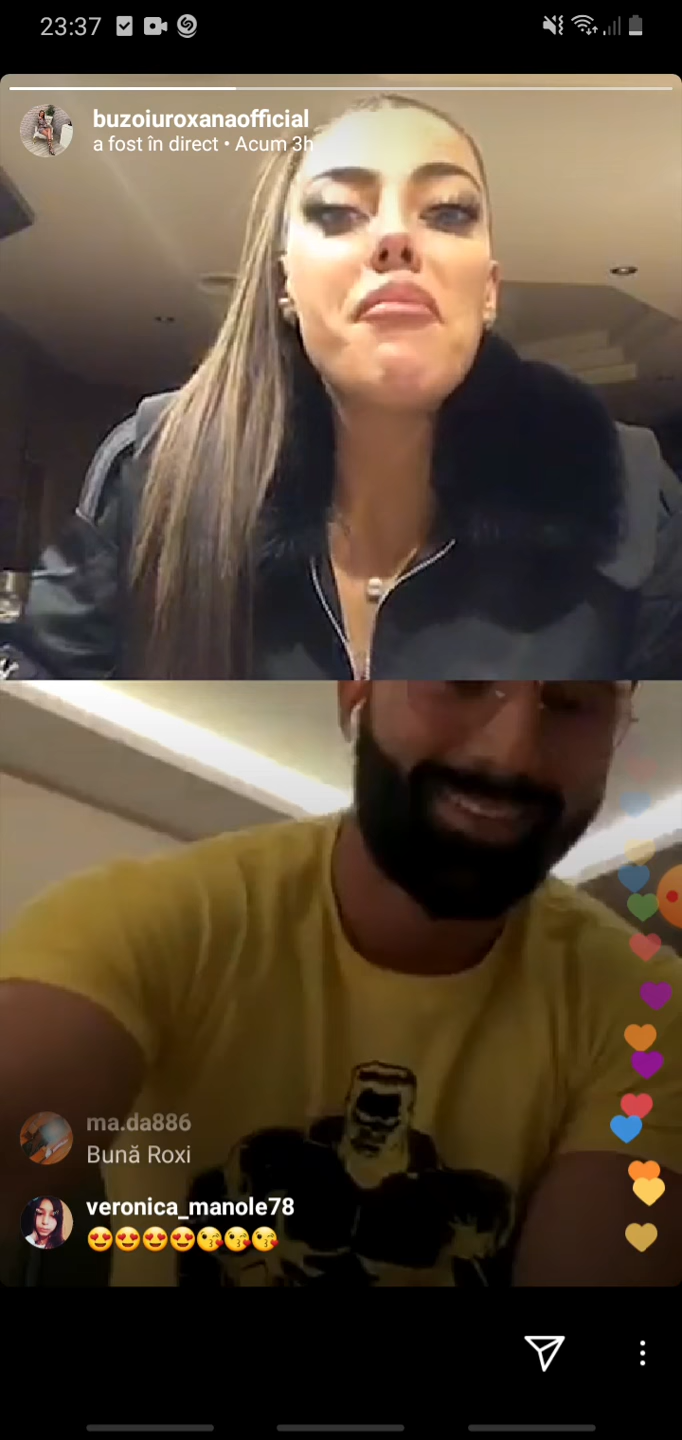 23:37
buzoiuroxanaofficial
a fost în direct • Acum 3h
ma.da886
Bună Roxi
veronica_manole78
😍😍😍😍😘😘😘